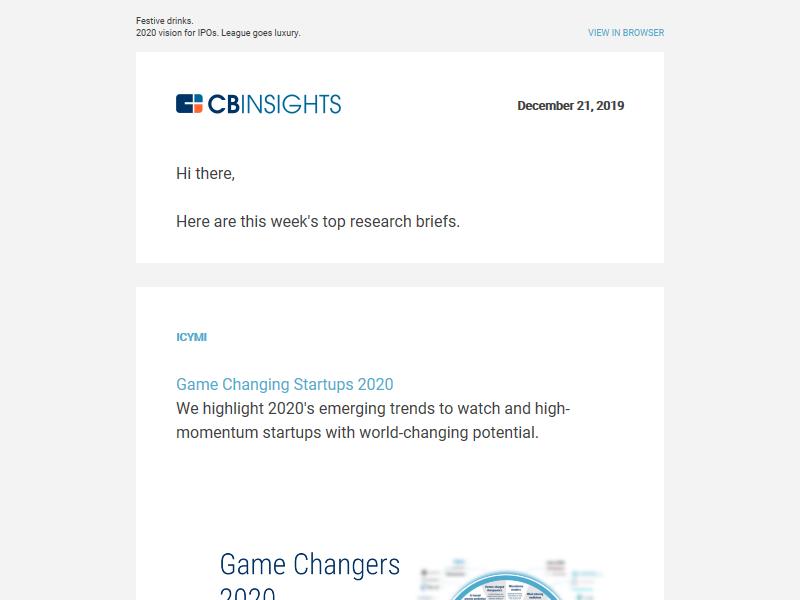 Festive drinks.
2020 vision for IPOs. League goes luxury.
VIEW IN BROWSER
CBINSIGHTS
December 21, 2019
Hi there,
Here are this week's top research briefs.
ICYMI
Game Changing Startups 2020
We highlight 2020's emerging trends to watch and high-
momentum startups with world-changing potential.
Game Changers
2020